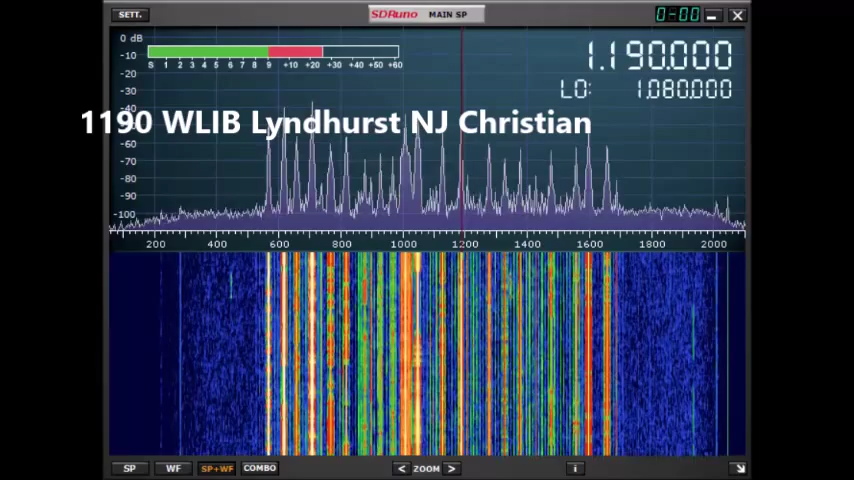 SETT. SDRuno MAIN SP 0-00
0 dB
-10
-20
-30
-40
-60
-70
-80
-90
-100
S 1 2 3 4 5 6 7 8 9 +10 +20 +30 +40 +50 +60
1.190.000
LO: 1,080,000
1190 WLIB Lyndhurst NJ Christian
200 400 600 800 1000 1200 1400 1600 1800 2000
SP WF SP+WF COMBO < ZOOM > i